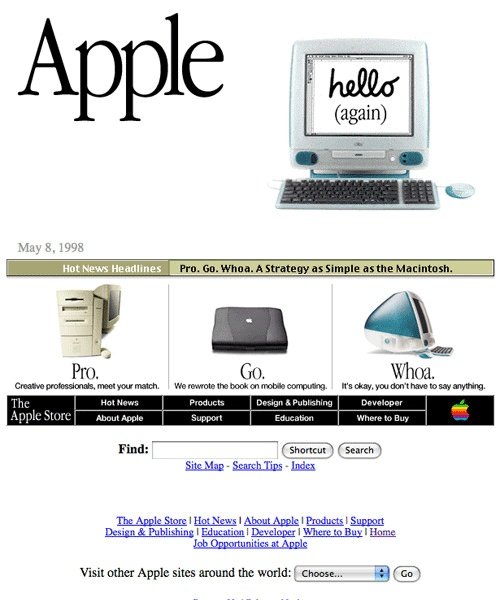 Apple
hello
(again)
May 8, 1998
Hot News Headlines Pro. Go. Whoa. A Strategy as Simple as the Macintosh.
Pro. Go. Whoa.
Creative professionals, meet your match. We rewrote the book on mobile computing. It's okay, you don't have to say anything.
The Apple Store
Hot News Products Design & Publishing Developer
About Apple Support Education Where to Buy
Find: Shortcut Search
Site Map - Search Tips - Index
The Apple Store | Hot News | About Apple | Products | Support
Design & Publishing | Education | Developer | Where to Buy | Home
Job Opportunities at Apple
Visit other Apple sites around the world: Choose... Go